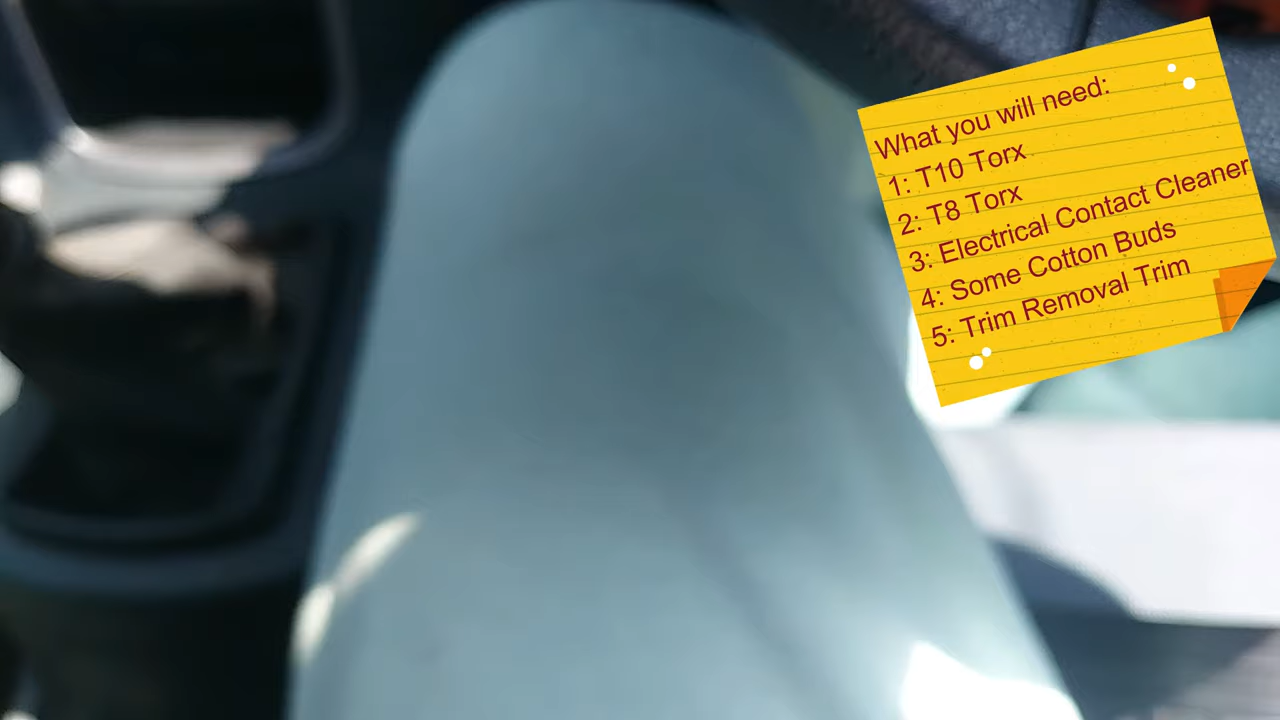 What you will need:
1: T10 Torx
2: T8 Torx
3: Electrical Contact Cleaner
4: Some Cotton Buds
5: Trim Removal Trim